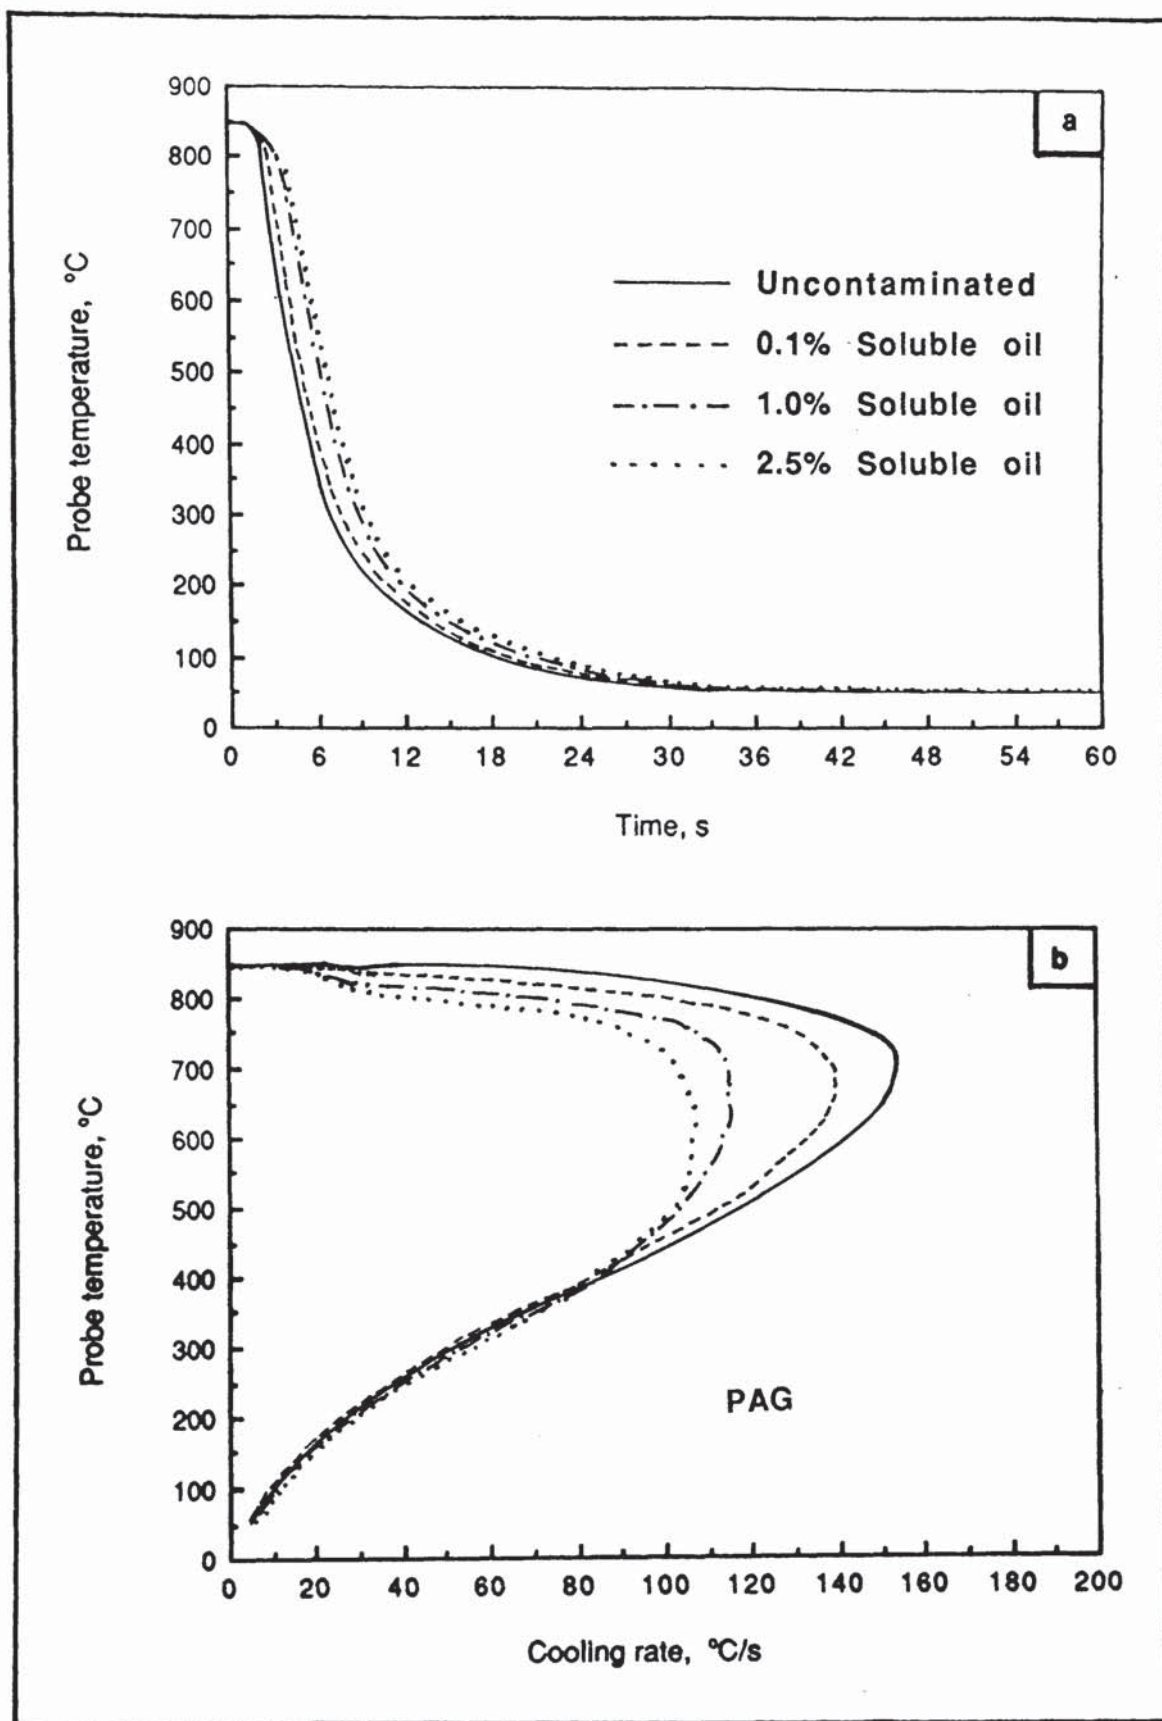 a
900
800
700
600
500
400
300
200
100
0
Probe temperature, ºC
Uncontaminated
0.1% Soluble oil
1.0% Soluble oil
2.5% Soluble oil
0 6 12 18 24 30 36 42 48 54 60
Time, s
b
900
800
700
600
500
400
300
200
100
0
Probe temperature, ºC
PAG
0 20 40 60 80 100 120 140 160 180 200
Cooling rate, ºC/s